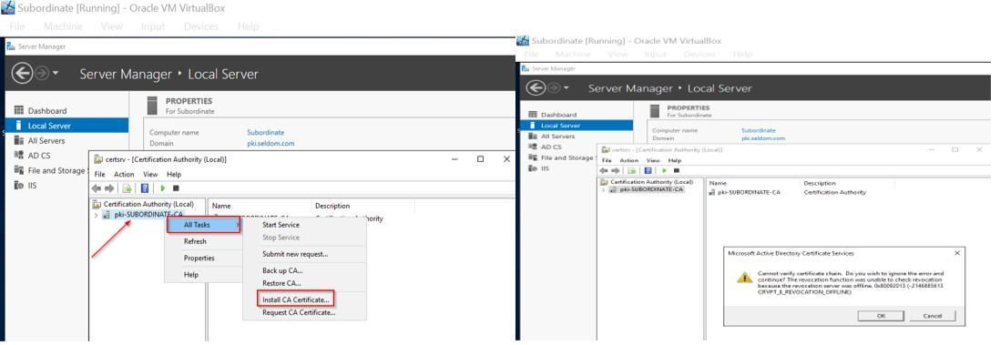 Subordinate [Running] - Oracle VM VirtualBox
File Machine View Input Devices Help
Server Manager
Server Manager • Local Server
Dashboard
Local Server
All Servers
AD CS
File and Storage S
IIS
PROPERTIES
For Subordinate
Computer name Subordinate
Domain pki.seldom.com
certsrv - [Certification Authority (Local)]
File Action View Help
Certification Authority (Local)
pki-SUBORDINATE-CA
Name Description
All Tasks
Refresh
Properties
Help
Start Service
Stop Service
Submit new request...
Back up CA...
Restore CA...
Install CA Certificate...
Request CA Certificate...
Subordinate [Running] - Oracle VM VirtualBox
File Machine View Input Devices Help
Server Manager
Server Manager • Local Server
Dashboard
Local Server
All Servers
AD CS
File and Storage
IIS
PROPERTIES
For Subordinate
Computer name Subordinate
Domain pki.seldom.com
certsrv - [Certification Authority (Local)]
File Action View Help
Certification Authority (Local)
pki-SUBORDINATE-CA
Name Description
pki-SUBORDINATE-CA Certification Authority
Microsoft Active Directory Certificate Services
Cannot verify certificate chain. Do you wish to ignore the error and
continue? The revocation function was unable to check revocation
because the revocation server was offline. 0x80092013 (-2146885613
CRYPT_E_REVOCATION_OFFLINE)
OK Cancel